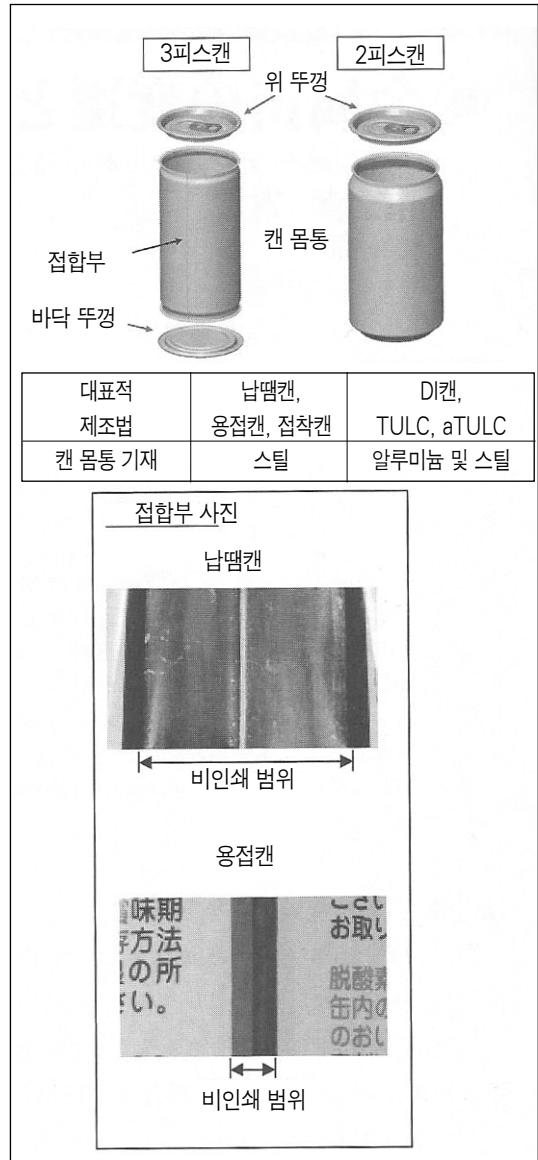 3피스캔
2피스캔
위 뚜껑
캔 몸통
접합부
바닥 뚜껑
대표적 제조법
납땜캔, 용접캔, 접착캔
DI캔, TULC, aTULC
캔 몸통 기재
스틸
알루미늄 및 스틸
접합부 사진
납땜캔
비인쇄 범위
용접캔
味期
方法
の所
さい。
お取り
脱酸素
缶内の
のおい
비인쇄 범위